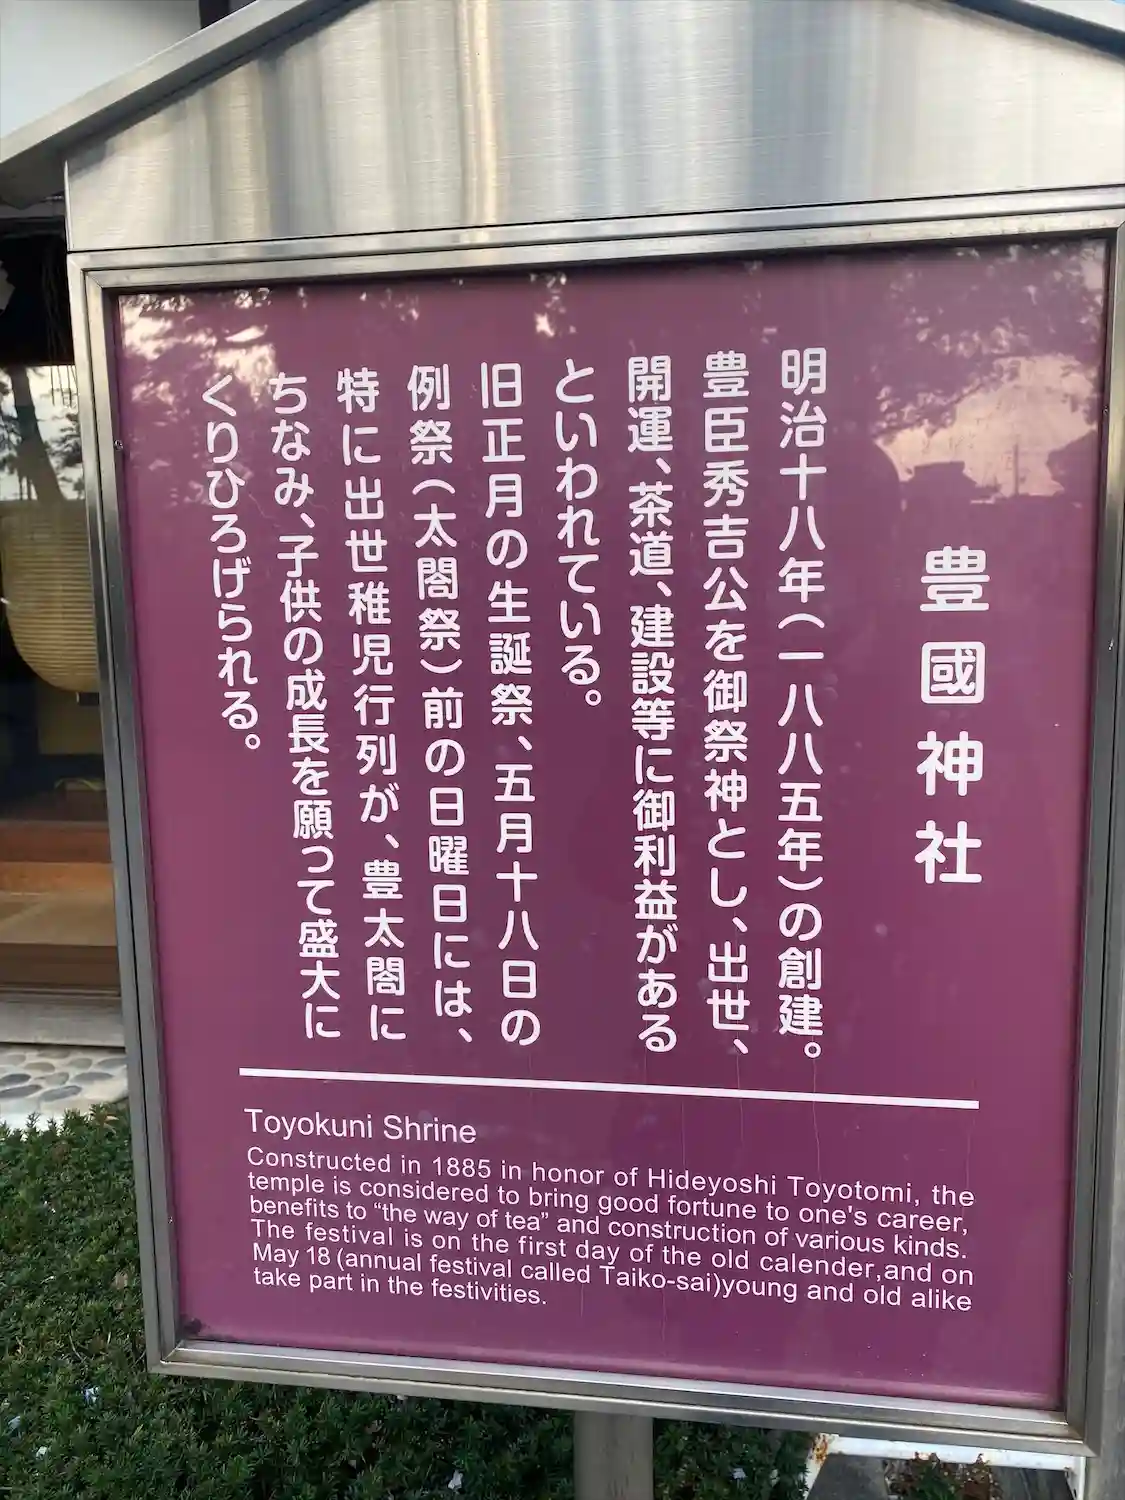 豊國神社
明治十八年(一八八五年)の創建。
豊臣秀吉公を御祭神とし、出世、
開運、茶道、建設等に御利益がある
といわれている。
旧正月の生誕祭、五月十八日の
例祭(太閤祭)前の日曜日には、
特に出世稚児行列が、豊太閤に
ちなみ、子供の成長を願って盛大に
くりひろげられる。
Toyokuni Shrine
Constructed in 1885 in honor of Hideyoshi Toyotomi, the
temple is considered to bring good fortune to one's career,
benefits to “the way of tea” and construction of various kinds.
The festival is on the first day of the old calender,and on
May 18 (annual festival called Taiko-sai)young and old alike
take part in the festivities.